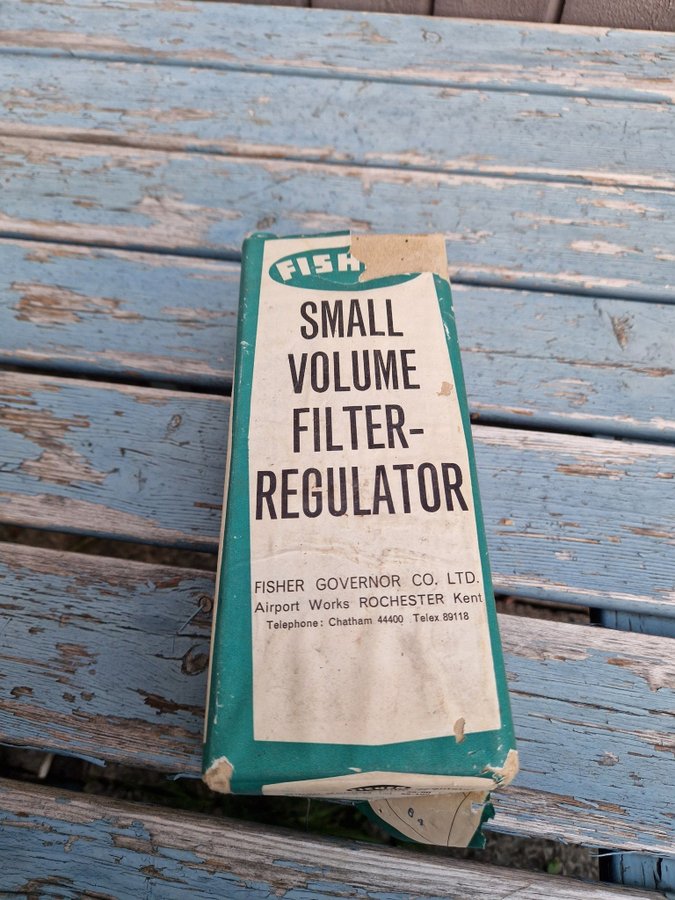 FISH
SMALL
VOLUME
FILTER-
REGULATOR
FISHER GOVERNOR CO. LTD.
Airport Works ROCHESTER Kent
Telephone: Chatham 44400 Telex 89118